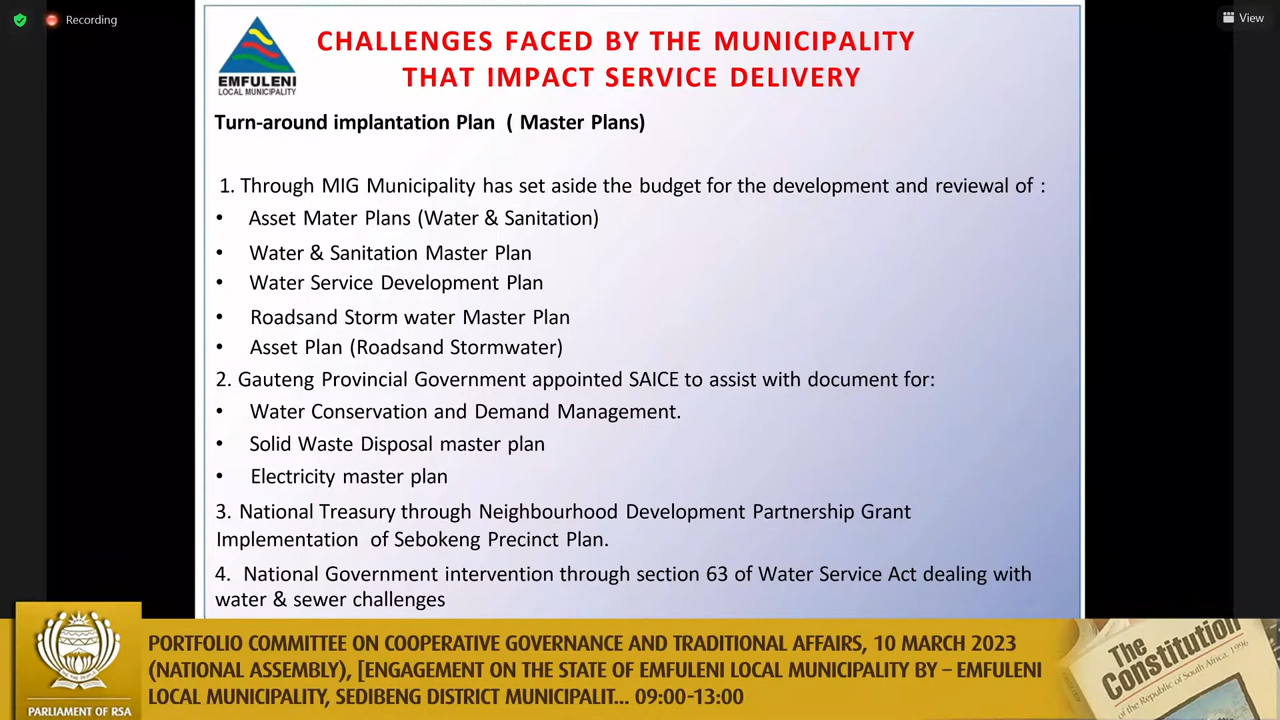 Recording
View
EMFULENI
LOCAL MUNICIPALITY
CHALLENGES FACED BY THE MUNICIPALITY
THAT IMPACT SERVICE DELIVERY
Turn-around implantation Plan ( Master Plans)
1. Through MIG Municipality has set aside the budget for the development and reviewal of :
• Asset Mater Plans (Water & Sanitation)
• Water & Sanitation Master Plan
• Water Service Development Plan
• Roadsand Storm water Master Plan
• Asset Plan (Roadsand Stormwater)
2. Gauteng Provincial Government appointed SAICE to assist with document for:
• Water Conservation and Demand Management.
• Solid Waste Disposal master plan
• Electricity master plan
3. National Treasury through Neighbourhood Development Partnership Grant
Implementation of Sebokeng Precinct Plan.
4. National Government intervention through section 63 of Water Service Act dealing with
water & sewer challenges
PARLIAMENT OF RSA
PORTFOLIO COMMITTEE ON COOPERATIVE GOVERNANCE AND TRADITIONAL AFFAIRS, 10 MARCH 2023
(NATIONAL ASSEMBLY), [ENGAGEMENT ON THE STATE OF EMFULENI LOCAL MUNICIPALITY BY – EMFULENI
LOCAL MUNICIPALITY, SEDIBENG DISTRICT MUNICIPALIT... 09:00-13:00
The
Constitution
of the Republic of South Africa, 1996